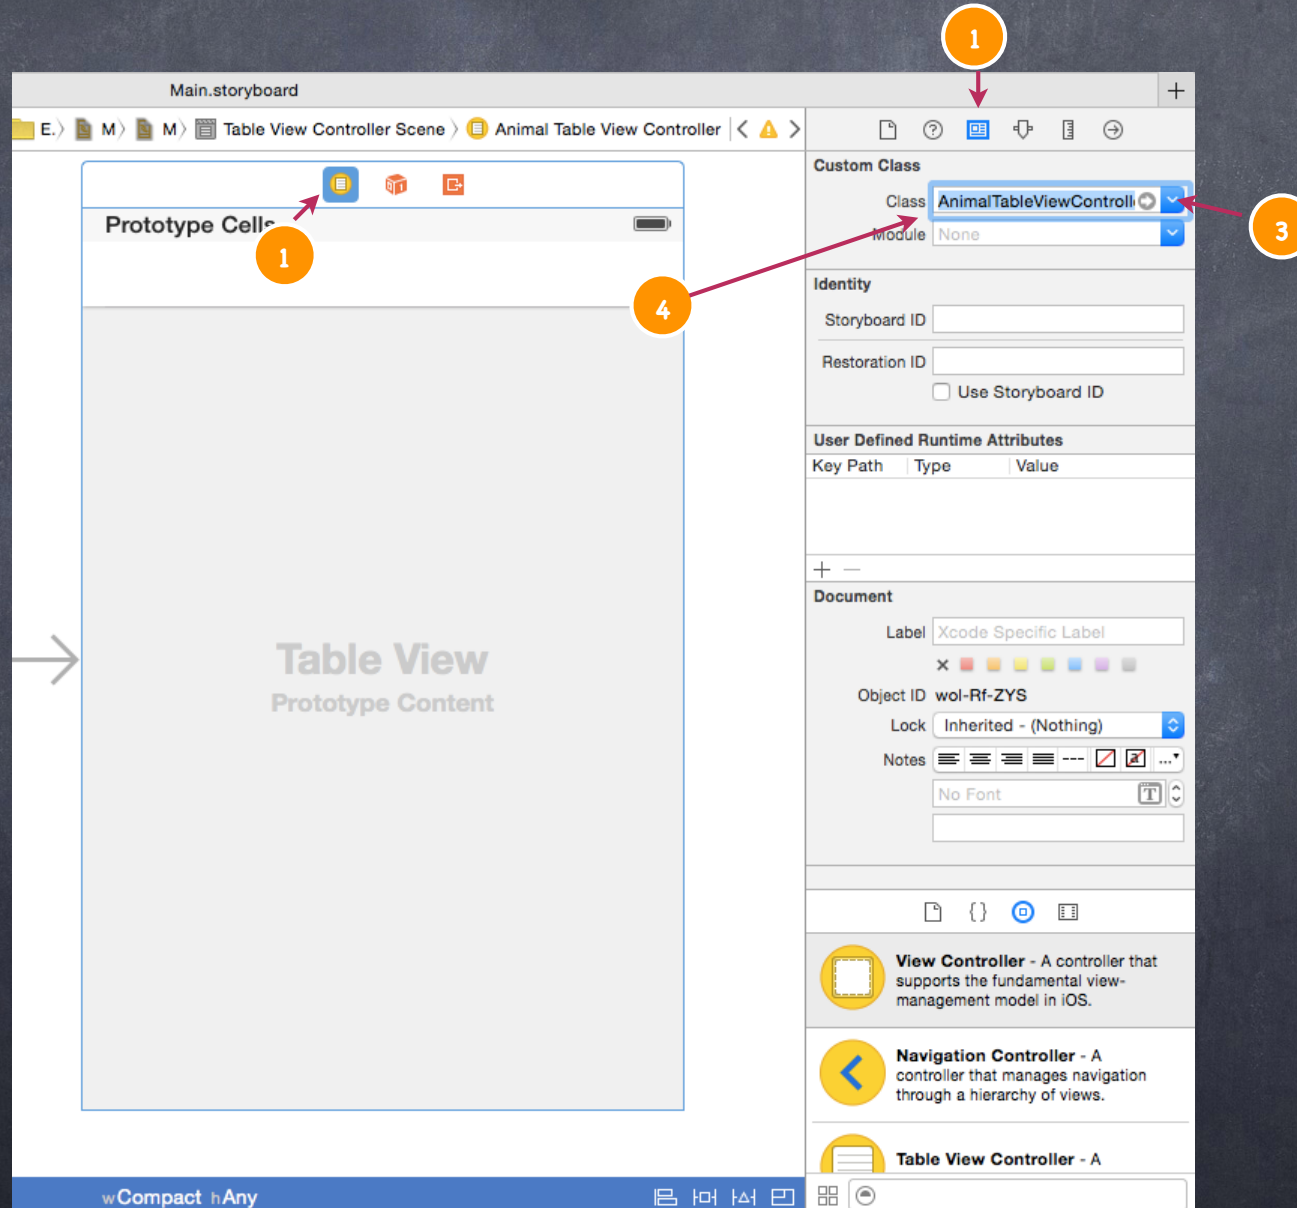 1
Main.storyboard
E. M M Table View Controller Scene Animal Table View Controller
Custom Class
Class AnimalTableViewControll
Module None
3
Prototype Cells
1
4
Identity
Storyboard ID
Restoration ID
Use Storyboard ID
User Defined Runtime Attributes
Key Path Type Value
Document
Label Xcode Specific Label
Table View
Prototype Content
Object ID wol-Rf-ZYS
Lock Inherited - (Nothing)
Notes
No Font
View Controller - A controller that
supports the fundamental view-
management model in iOS.
Navigation Controller - A
controller that manages navigation
through a hierarchy of views.
Table View Controller - A
wCompact hAny